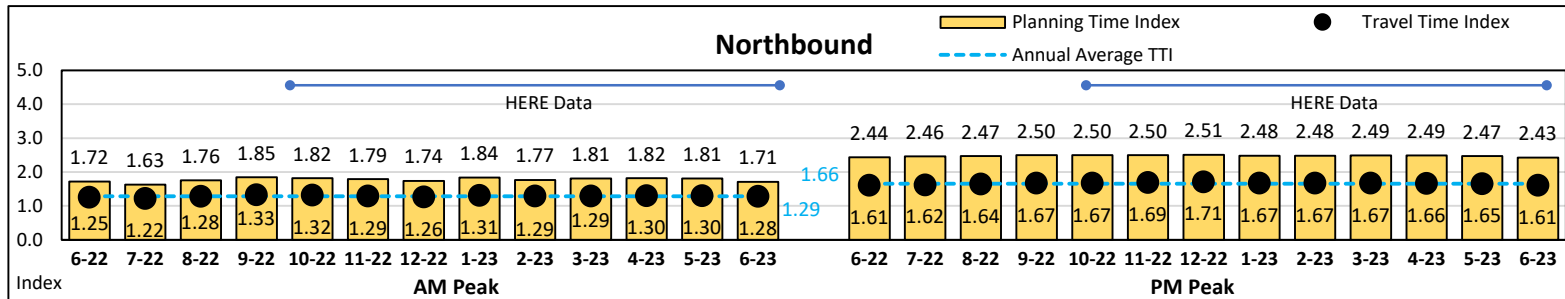 Northbound
Planning Time Index
Travel Time Index
Annual Average TTI
5.0
4.0
3.0
2.0
1.0
0.0
Index
HERE Data
HERE Data
1.72 1.63 1.76 1.85 1.82 1.79 1.74 1.84 1.77 1.81 1.82 1.81 1.71
2.44 2.46 2.47 2.50 2.50 2.50 2.51 2.48 2.48 2.49 2.49 2.47 2.43
1.66
1.29
1.25 1.22 1.28 1.33 1.32 1.29 1.26 1.31 1.29 1.29 1.30 1.30 1.28
1.61 1.62 1.64 1.67 1.67 1.69 1.71 1.67 1.67 1.67 1.66 1.65 1.61
6-22 7-22 8-22 9-22 10-22 11-22 12-22 1-23 2-23 3-23 4-23 5-23 6-23
6-22 7-22 8-22 9-22 10-22 11-22 12-22 1-23 2-23 3-23 4-23 5-23 6-23
AM Peak
PM Peak